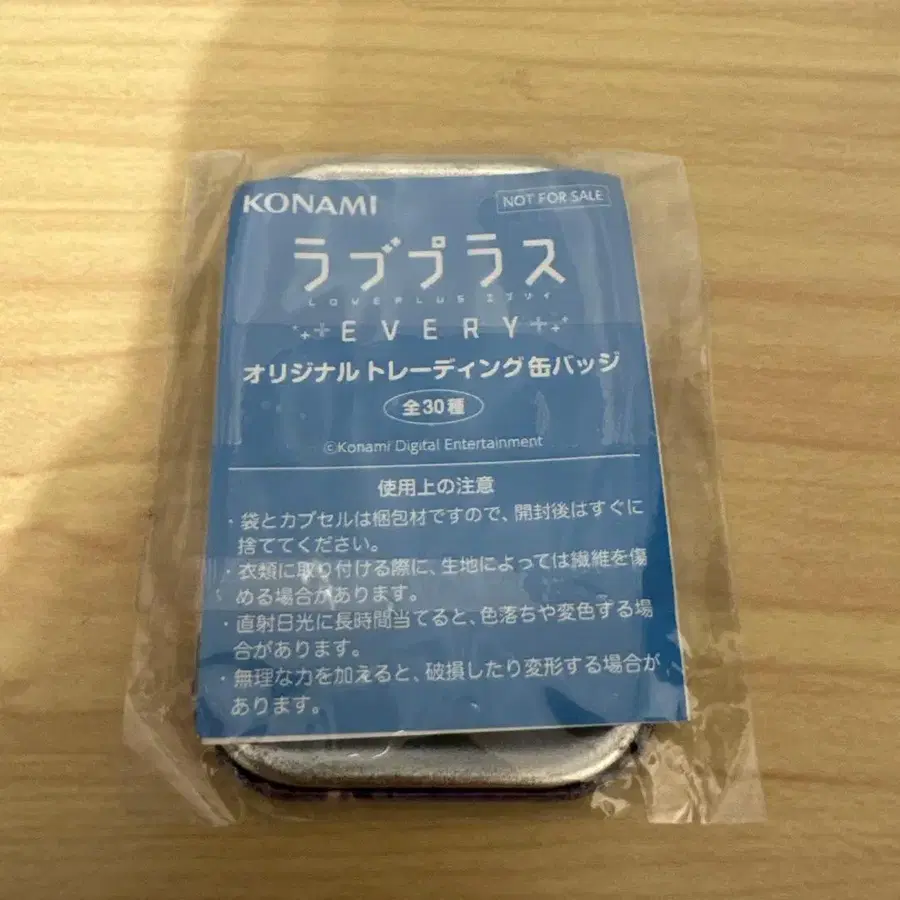 KONAMI
NOT FOR SALE
ラブプラス
LOVEPLUS エブリイ
EVERY
オリジナルトレーディング缶バッジ
全30種
©Konami Digital Entertainment
使用上の注意
・袋とカプセルは梱包材ですので、開封後はすぐに
捨ててください。
・衣類に取り付ける際に、生地によっては繊維を傷
める場合があります。
・直射日光に長時間当てると、色落ちや変色する場
合があります。
・無理な力を加えると、破損したり変形する場合が
あります。